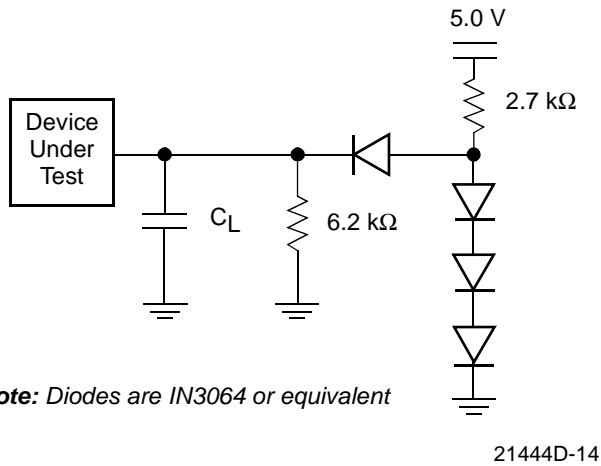 5.0 V
2.7 kΩ
Device
Under
Test
CL
6.2 kΩ
ote: Diodes are IN3064 or equivalent
21444D-14